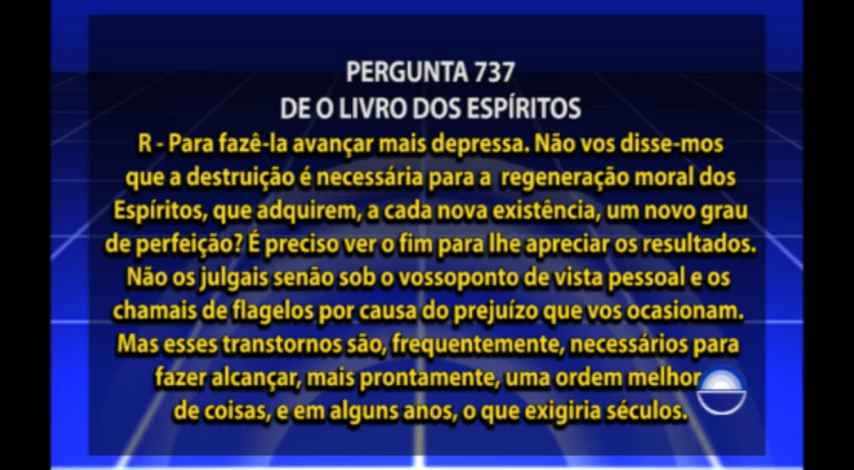 PERGUNTA 737
DE O LIVRO DOS ESPÍRITOS
R - Para fazê-la avançar mais depressa. Não vos disse-mos
que a destruição é necessária para a regeneração moral dos
Espíritos, que adquirem, a cada nova existência, um novo grau
de perfeição? É preciso ver o fim para lhe apreciar os resultados.
Não os julgais senão sob o vossoponto de vista pessoal e os
chamais de flagelos por causa do prejuízo que vos ocasionam.
Mas esses transtornos são, frequentemente, necessários para
fazer alcançar, mais prontamente, uma ordem melhor
de coisas, e em alguns anos, o que exigiria séculos.